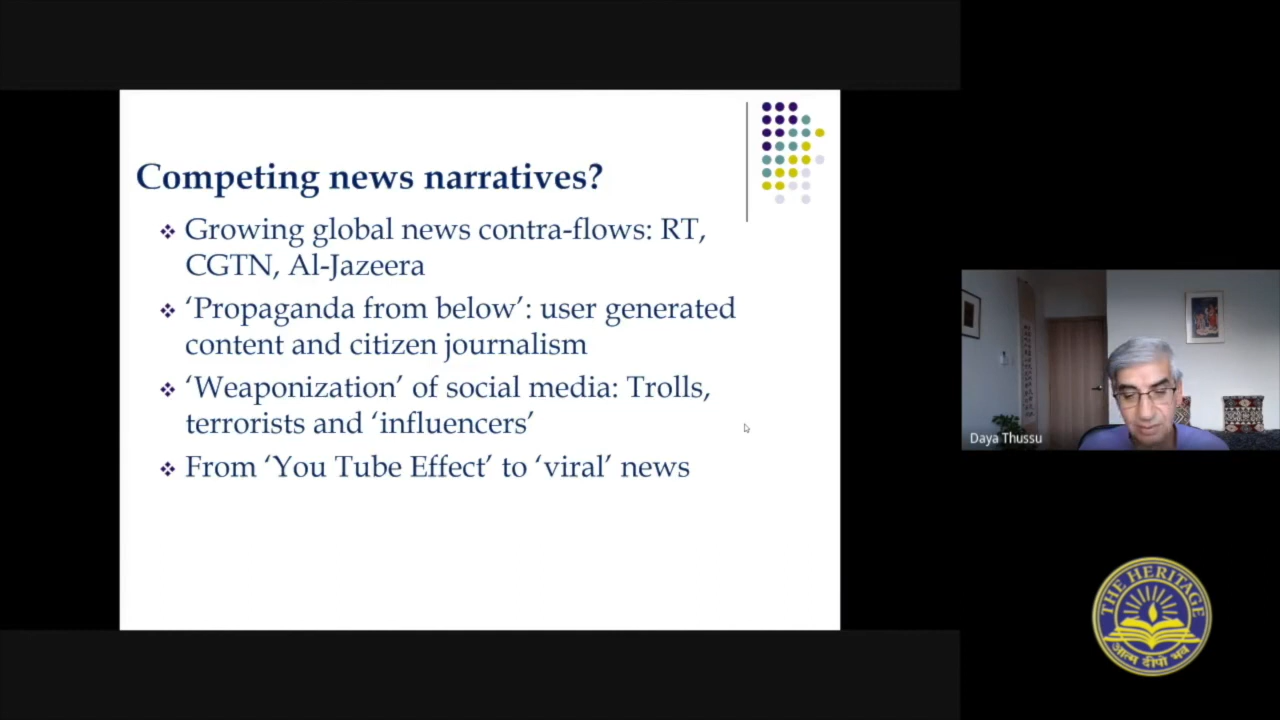 Competing news narratives?
❖ Growing global news contra-flows: RT,
CGTN, Al-Jazeera
❖ ‘Propaganda from below’: user generated
content and citizen journalism
❖ ‘Weaponization’ of social media: Trolls,
terrorists and ‘influencers’
❖ From ‘You Tube Effect’ to ‘viral’ news
Daya Thussu
THE HERITAGE
आत्म दीपो भव